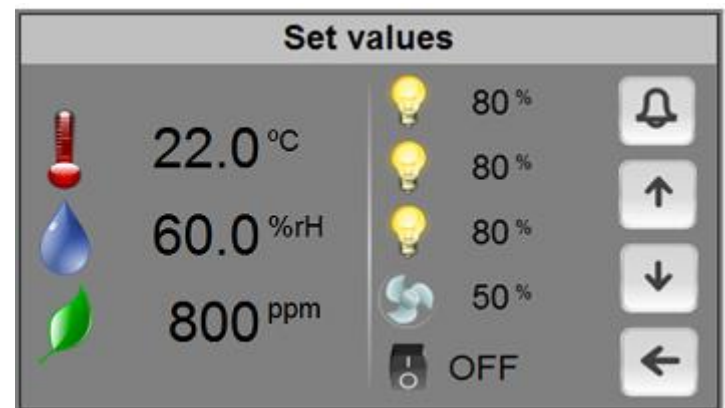 Set values
22.0 °C
60.0 %rH
800 ppm
80 %
80 %
80 %
50 %
OFF